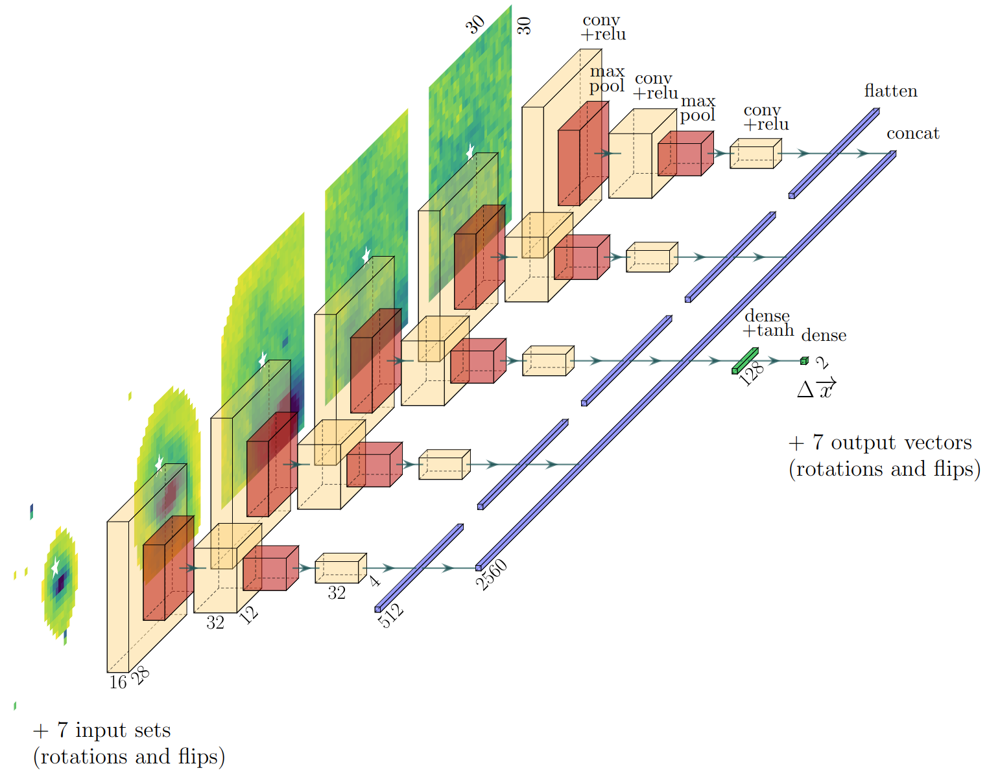 30
30
conv
+relu
max
pool
conv
+relu
max
pool
conv
+relu
flatten
concat
dense
+tanh
dense
128
2
Δ\overrightarrow{x}
+ 7 output vectors
(rotations and flips)
2560
512
4
32
12
32
28
16
+ 7 input sets
(rotations and flips)